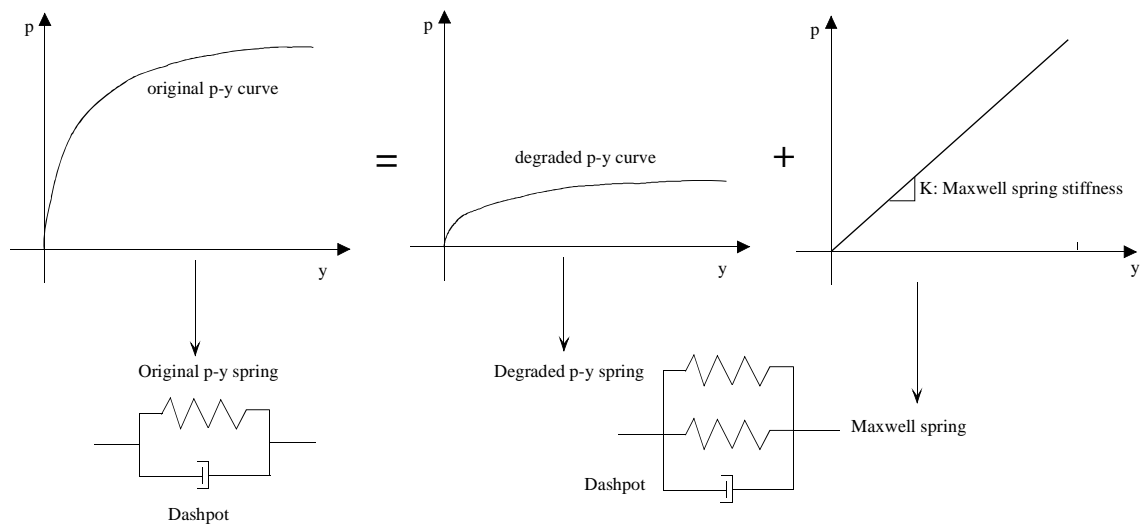 p
original p-y curve
y
=
p
degraded p-y curve
y
+
p
K: Maxwell spring stiffness
y
Original p-y spring
Dashpot
Degraded p-y spring
Maxwell spring
Dashpot